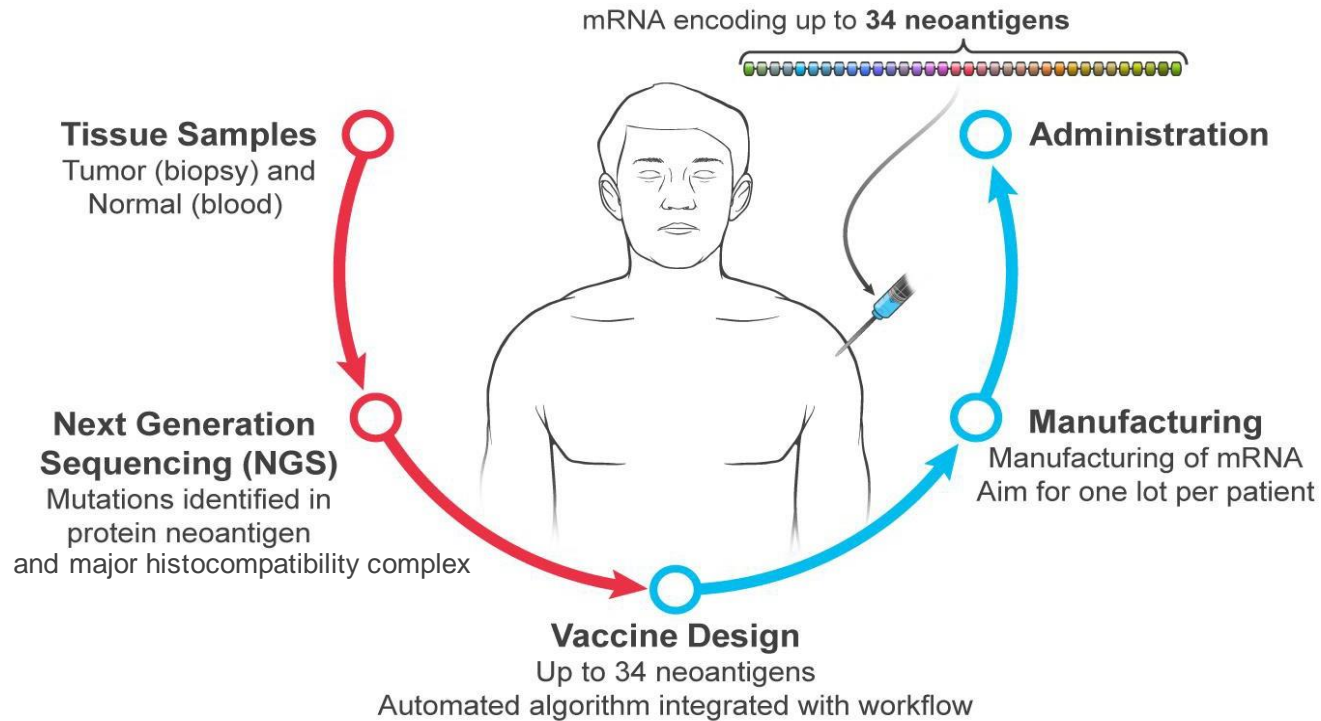 mRNA encoding up to 34 neoantigens
Tissue Samples
Tumor (biopsy) and
Normal (blood)
Next Generation
Sequencing (NGS)
Mutations identified in
protein neoantigen
and major histocompatibility complex
Vaccine Design
Up to 34 neoantigens
Automated algorithm integrated with workflow
Manufacturing
Manufacturing of mRNA
Aim for one lot per patient
Administration